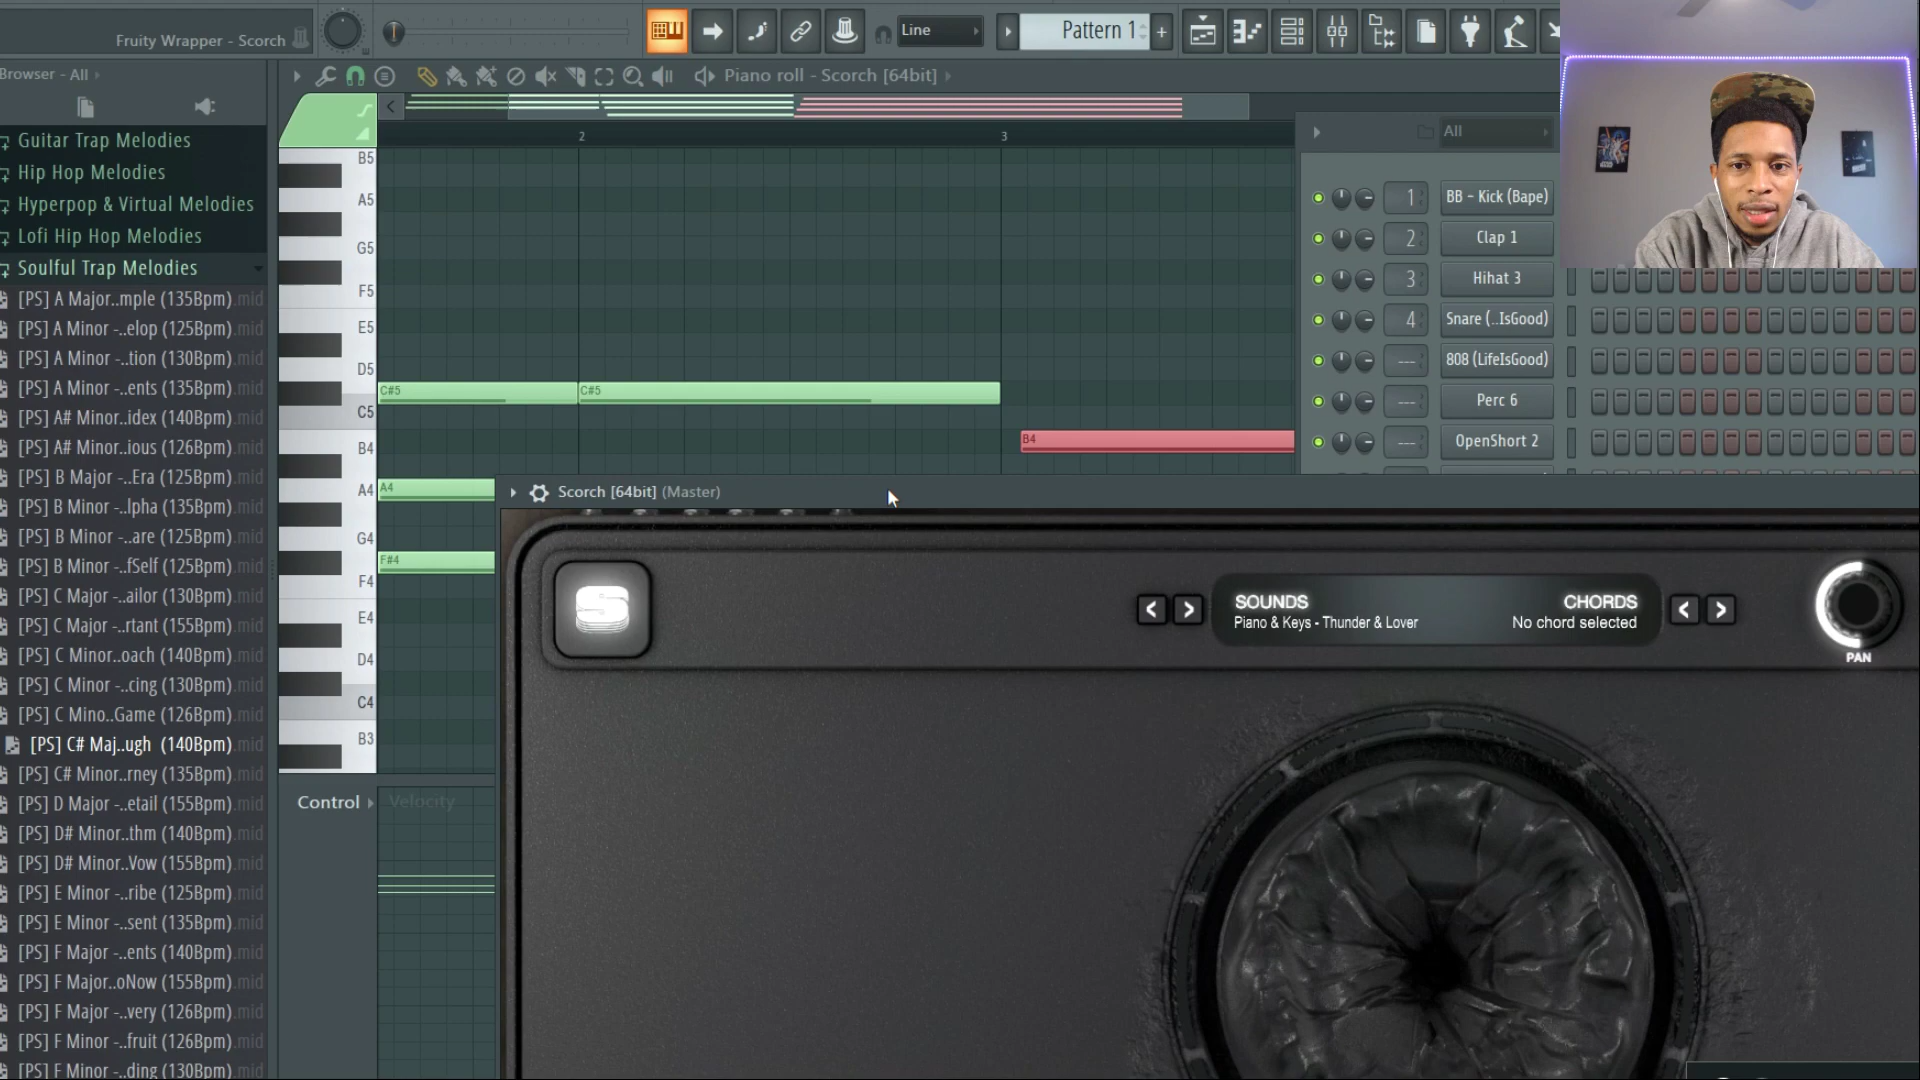 Fruity Wrapper - Scorch
Line
Pattern 1
+
Browser - All
Piano roll - Scorch [64bit]
Guitar Trap Melodies
Hip Hop Melodies
Hyperpop & Virtual Melodies
Lofi Hip Hop Melodies
Soulful Trap Melodies
[PS] A Major..mple (135Bpm).mid
[PS] A Minor -..elop (125Bpm).mid
[PS] A Minor -..tion (130Bpm).mid
[PS] A Minor -..ents (135Bpm).mid
[PS] A# Minor..idex (140Bpm).mid
[PS] A# Minor..ious (126Bpm).mid
[PS] B Major -..Era (125Bpm).mid
[PS] B Minor -..lpha (135Bpm).mid
[PS] B Minor -..are (125Bpm).mid
[PS] B Minor -..fSelf (125Bpm).mid
[PS] C Major -..ailor (130Bpm).mid
[PS] C Major -..rtant (155Bpm).mid
[PS] C Minor..oach (140Bpm).mid
[PS] C Minor -..cing (130Bpm).mid
[PS] C Mino..Game (126Bpm).mid
[PS] C# Maj..ugh (140Bpm).mid
[PS] C# Minor..rney (135Bpm).mid
[PS] D Major -..etail (155Bpm).mid
[PS] D# Minor..thm (140Bpm).mid
[PS] D# Minor..Vow (155Bpm).mid
[PS] E Minor -..ribe (125Bpm).mid
[PS] E Minor -..sent (135Bpm).mid
[PS] F Major -..ents (140Bpm).mid
[PS] F Major..oNow (155Bpm).mid
[PS] F Major -..very (126Bpm).mid
[PS] F Minor -..fruit (126Bpm).mid
[PS] F Minor -..ding (130Bpm).mid
2
3
B5
A5
G5
F5
E5
D5
C5
B4
A4
G4
F4
E4
D4
C4
B3
C#5
C#5
B4
A4
F#4
Control
Velocity
All
1 BB - Kick (Bape)
2 Clap 1
3 Hihat 3
4 Snare (..IsGood)
--- 808 (LifeIsGood)
--- Perc 6
--- OpenShort 2
Scorch [64bit] (Master)
< >
SOUNDS
Piano & Keys - Thunder & Lover
CHORDS
No chord selected
< >
PAN